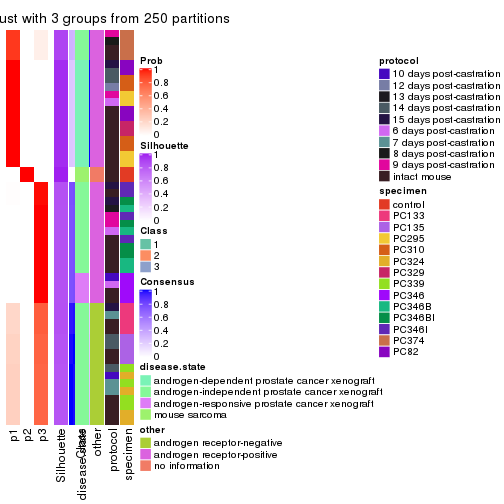 ust with 3 groups from 250 partitions
Prob
1
0.8
0.6
0.4
0.2
0
Silhouette
1
0.8
0.6
0.4
0.2
0
Class
1
2
3
Consensus
1
0.8
0.6
0.4
0.2
0
disease.state
androgen-dependent prostate cancer xenograft
androgen-independent prostate cancer xenograft
androgen-responsive prostate cancer xenograft
mouse sarcoma
other
androgen receptor-negative
androgen receptor-positive
no information
protocol
10 days post-castration
12 days post-castration
13 days post-castration
14 days post-castration
15 days post-castration
6 days post-castration
7 days post-castration
8 days post-castration
9 days post-castration
intact mouse
specimen
control
PC133
PC135
PC295
PC310
PC324
PC329
PC339
PC346
PC346B
PC346BI
PC346I
PC374
PC82
p1
p2
p3
Silhouette
disease.state
other
protocol
specimen